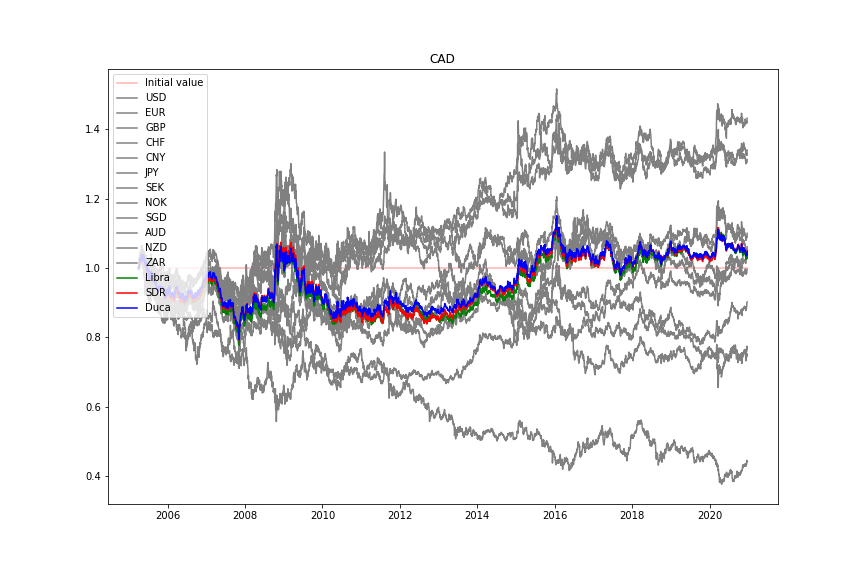 CAD
Initial value
USD
EUR
GBP
CHF
CNY
JPY
SEK
NOK
SGD
AUD
NZD
ZAR
Libra
SDR
Duca
1.4
1.2
1.0
0.8
0.6
0.4
2006 2008 2010 2012 2014 2016 2018 2020